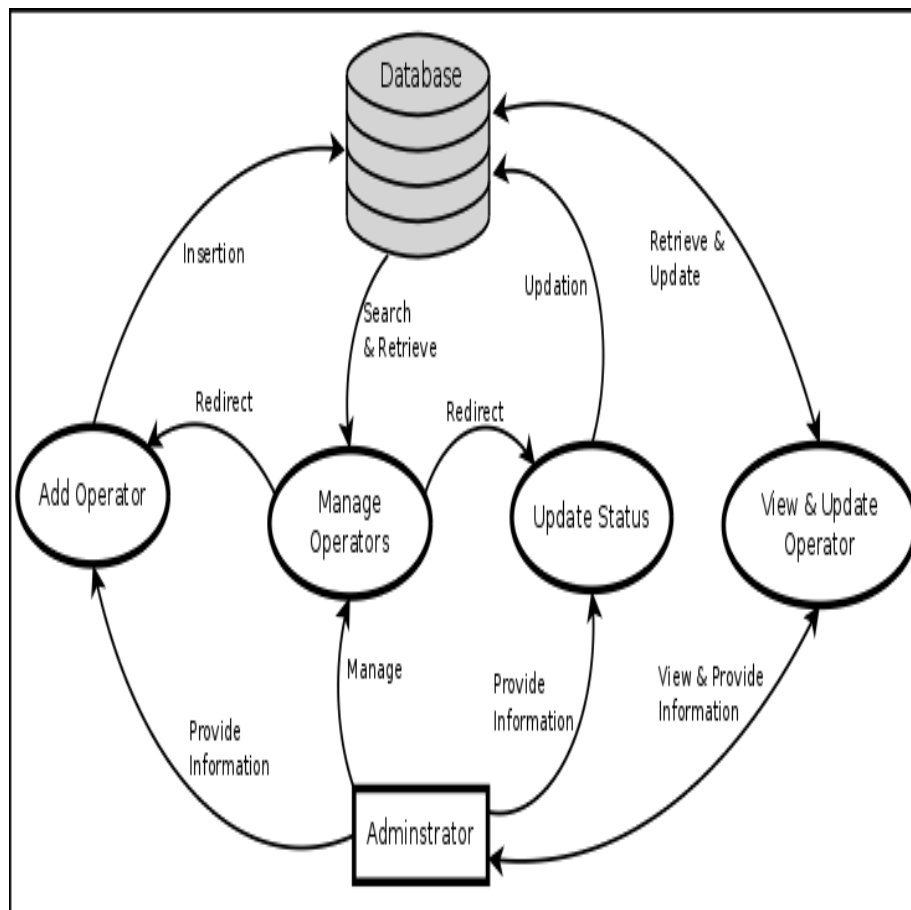 Database
Insertion
Retrieve &
Update
Updation
Search
& Retrieve
Redirect
Redirect
Add Operator
Manage
Operators
Update Status
View & Update
Operator
Manage
Provide
Information
View & Provide
Information
Provide
Information
Adminstrator